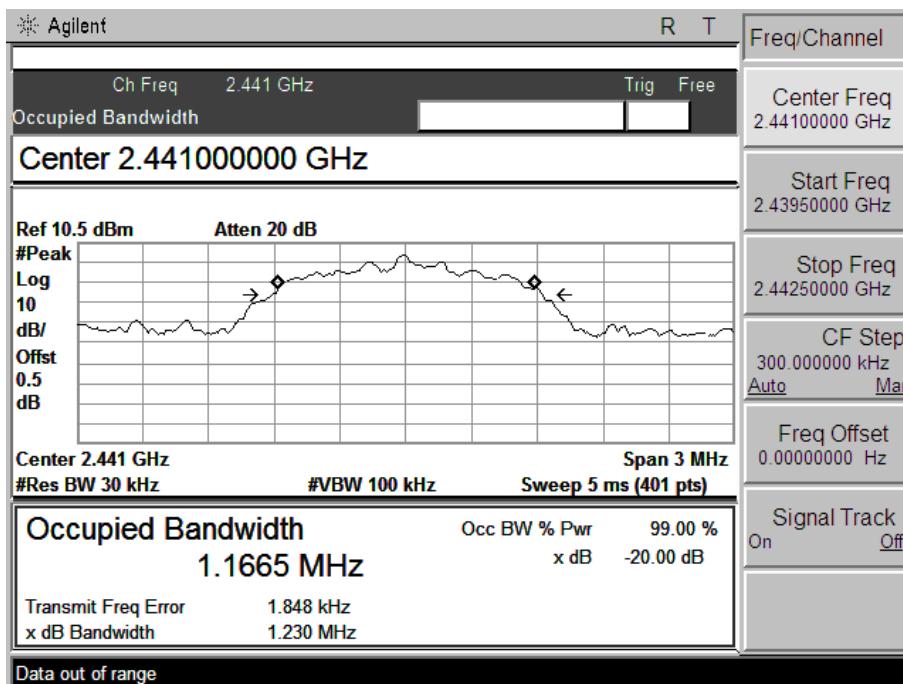 Agilent R T
Ch Freq 2.441 GHz Trig Free
Occupied Bandwidth
Center 2.441000000 GHz
Ref 10.5 dBm Atten 20 dB
#Peak
Log
10
dB/
Offst
0.5
dB
Center 2.441 GHz Span 3 MHz
#Res BW 30 kHz #VBW 100 kHz Sweep 5 ms (401 pts)
Occupied Bandwidth
1.1665 MHz
Occ BW % Pwr 99.00 %
x dB -20.00 dB
Transmit Freq Error 1.848 kHz
x dB Bandwidth 1.230 MHz
Data out of range
Freq/Channel
Center Freq
2.44100000 GHz
Start Freq
2.43950000 GHz
Stop Freq
2.44250000 GHz
CF Step
300.000000 kHz
Auto Ma
Freq Offset
0.00000000 Hz
Signal Track
On Off